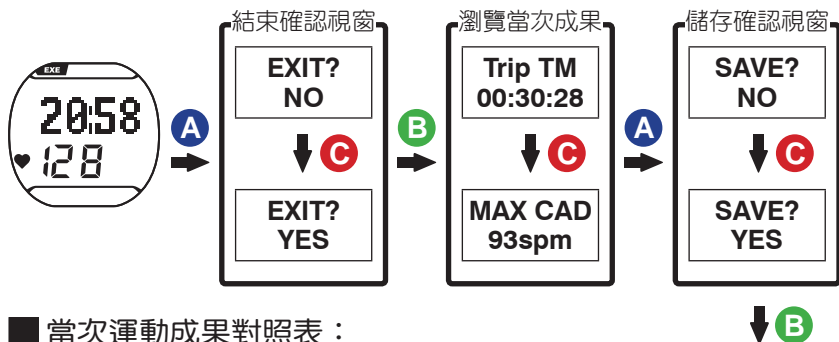 結束確認視窗
瀏覽當次成果
儲存確認視窗
EXE
20:58
128
A
EXIT?
NO
C
EXIT?
YES
B
Trip TM
00:30:28
C
MAX CAD
93spm
A
SAVE?
NO
C
SAVE?
YES
B
■ 當次運動成果對照表：